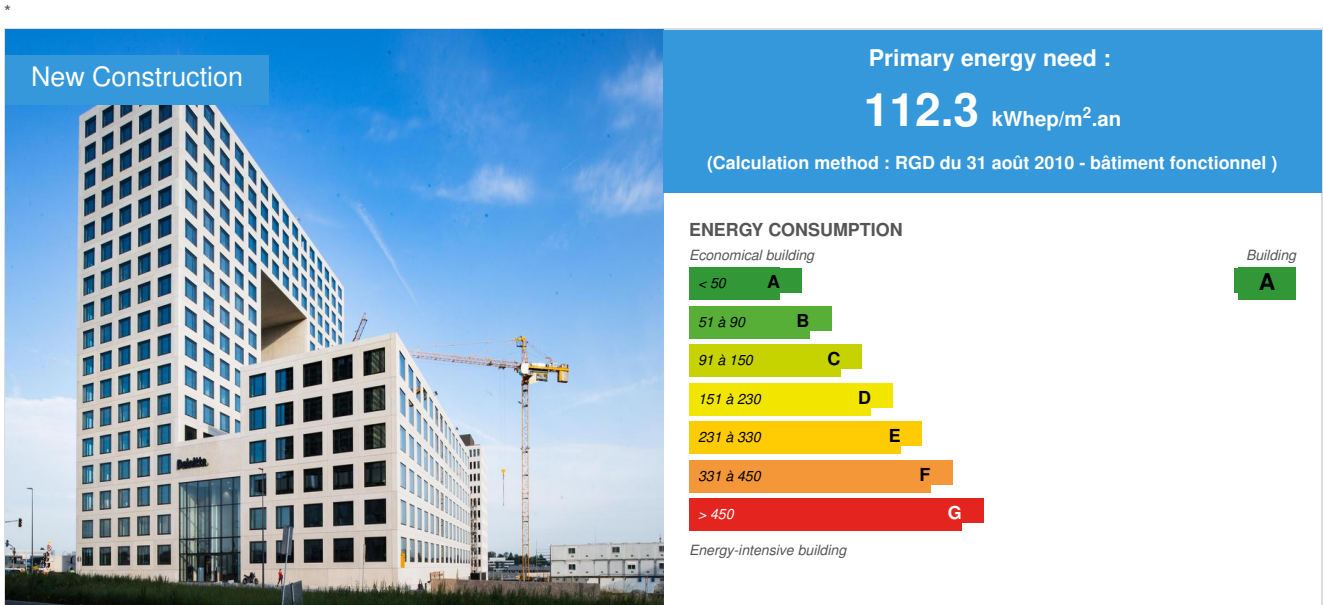 *
New Construction
Deloitte.
Primary energy need :
112.3 kWhep/m².an
(Calculation method : RGD du 31 août 2010 - bâtiment fonctionnel )
ENERGY CONSUMPTION
Economical building
Building
< 50 A
A
51 à 90 B
91 à 150 C
151 à 230 D
231 à 330 E
331 à 450 F
> 450 G
Energy-intensive building